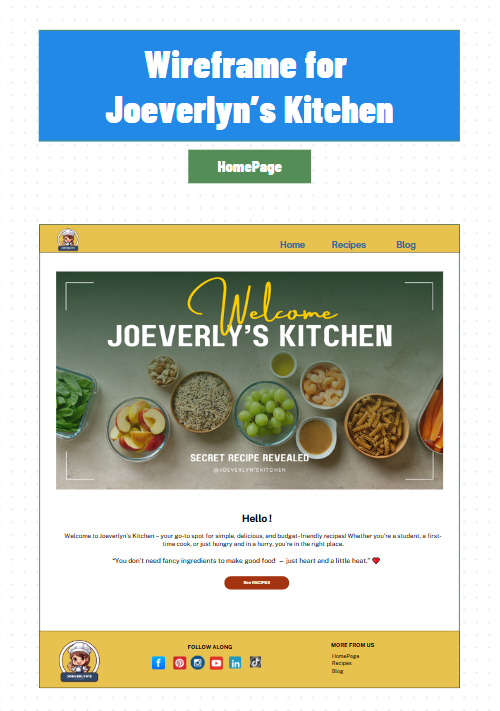 Wireframe for
Joeverlyn's Kitchen
HomePage
Home Recipes Blog
Welcome
JOEVERLY'S KITCHEN
SECRET RECIPE REVEALED
@JOEVERLYN'SKITCHEN
Hello !
Welcome to Joeverlyn's Kitchen – your go-to spot for simple, delicious, and budget-friendly recipes! Whether you're a student, a first-
time cook, or just hungry and in a hurry, you're in the right place.
"You don't need fancy ingredients to make good food – just heart and a little heat." ❤️
See RECIPES
JOEVERLYN'S
FOLLOW ALONG
MORE FROM US
HomePage
Recipes
Blog